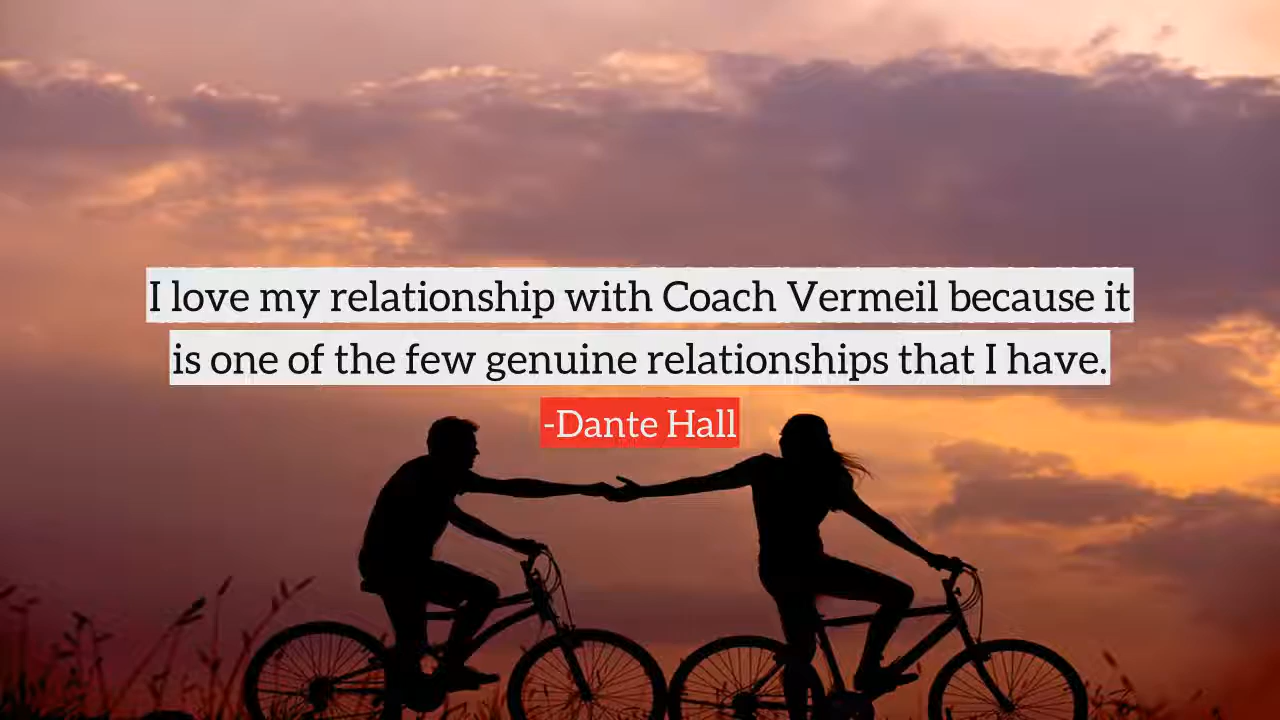 I love my relationship with Coach Vermeil because it
is one of the few genuine relationships that I have.
-Dante Hall